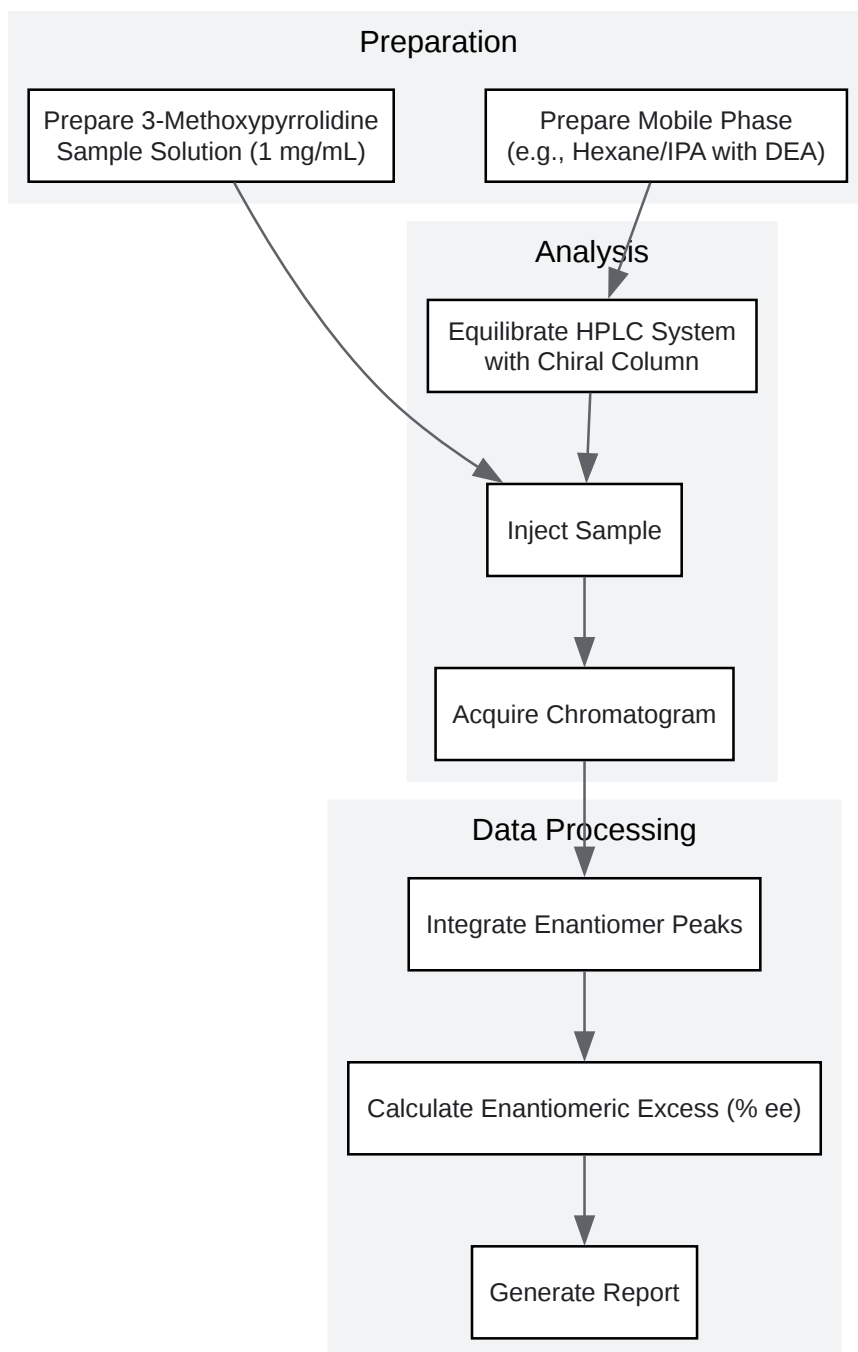 Preparation
Prepare 3-Methoxypyrrolidine
Sample Solution (1 mg/mL)
Prepare Mobile Phase
(e.g., Hexane/IPA with DEA)
Analysis
Equilibrate HPLC System
with Chiral Column
Inject Sample
Acquire Chromatogram
Data Processing
Integrate Enantiomer Peaks
Calculate Enantiomeric Excess (% ee)
Generate Report